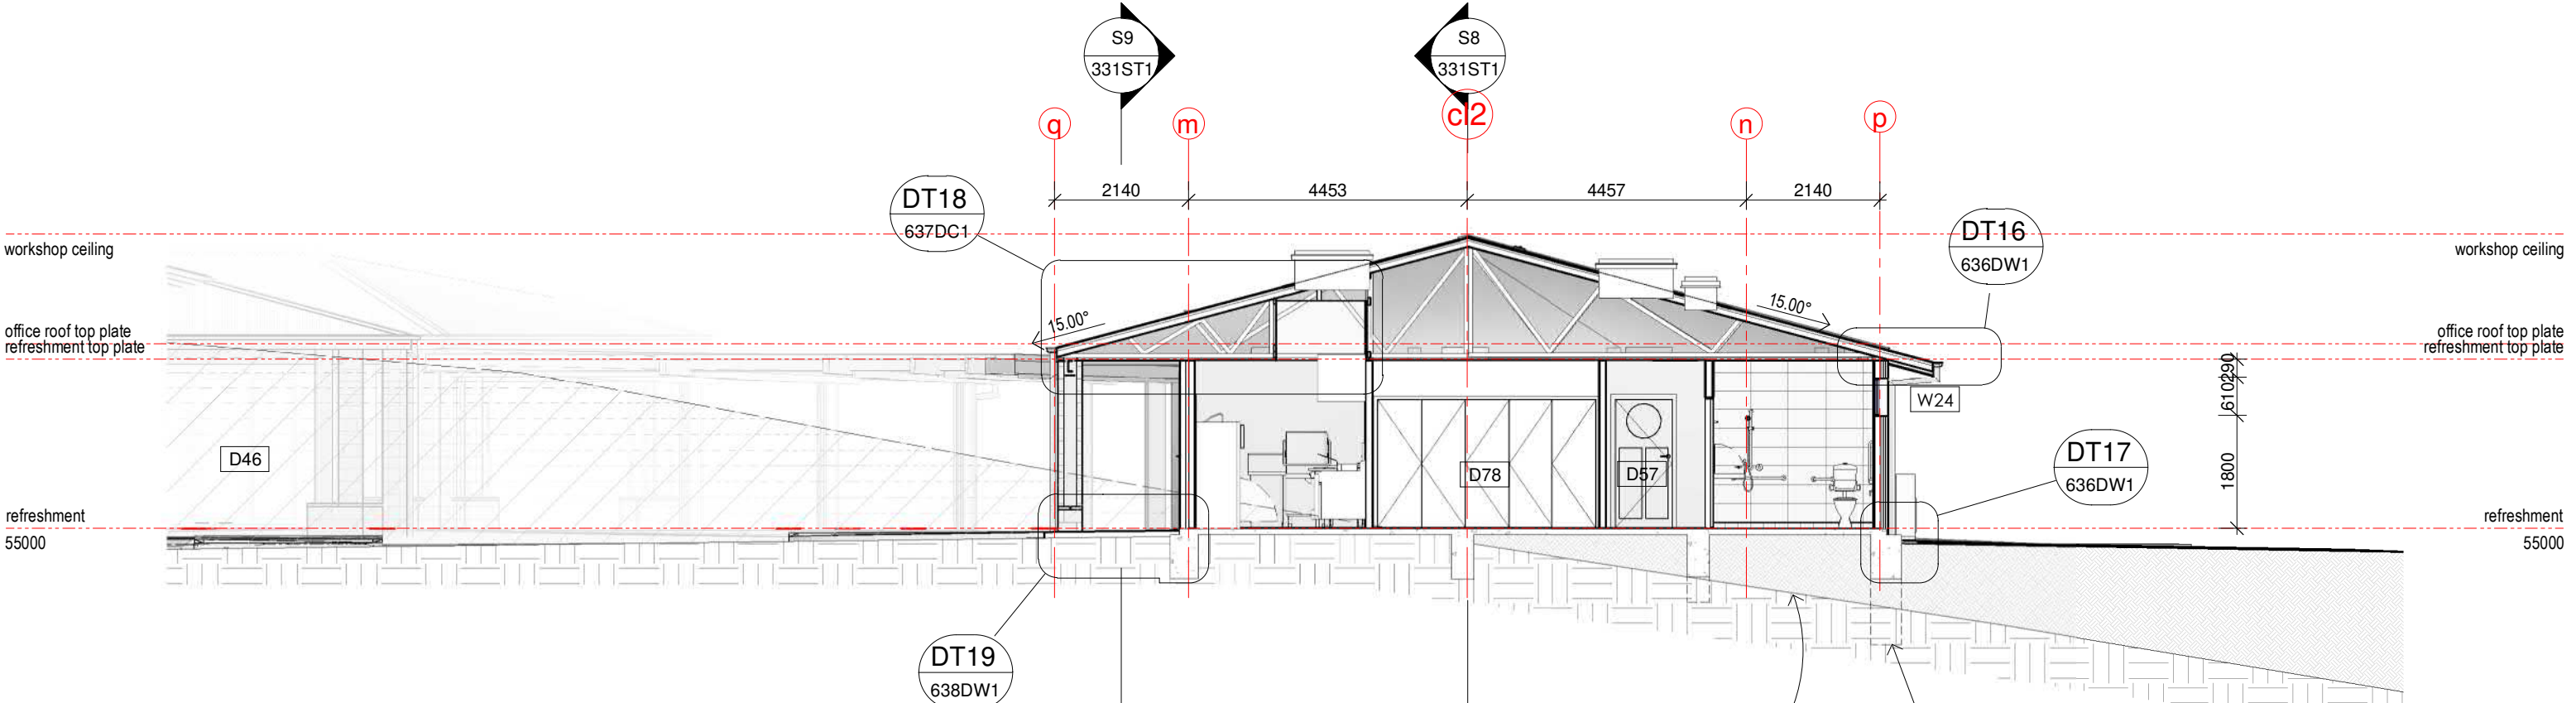 S9
331ST1
S8
331ST1
q
m
cl2
n
p
2140
4453
4457
2140
DT18
637DC1
DT16
636DW1
workshop ceiling
workshop ceiling
15.00°
15.00°
office roof top plate
refreshment top plate
office roof top plate
refreshment top plate
290
610
1800
W24
D46
D78
D57
DT17
636DW1
refreshment
55000
refreshment
55000
DT19
638DW1